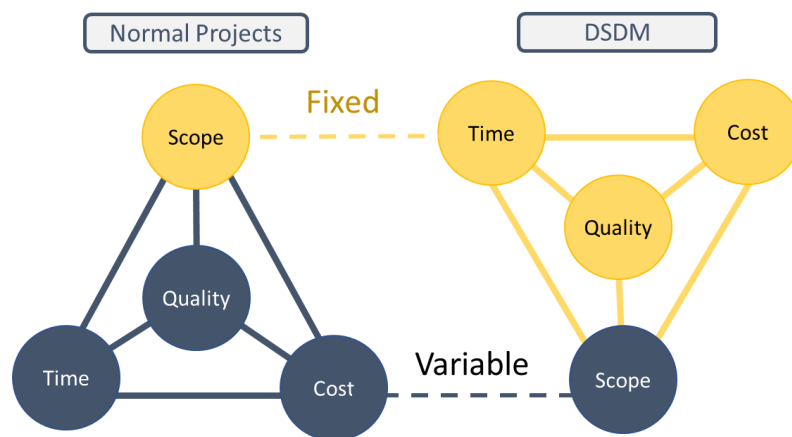 Normal Projects
DSDM
Fixed
Scope
Time
Cost
Quality
Quality
Time
Cost
Variable
Scope